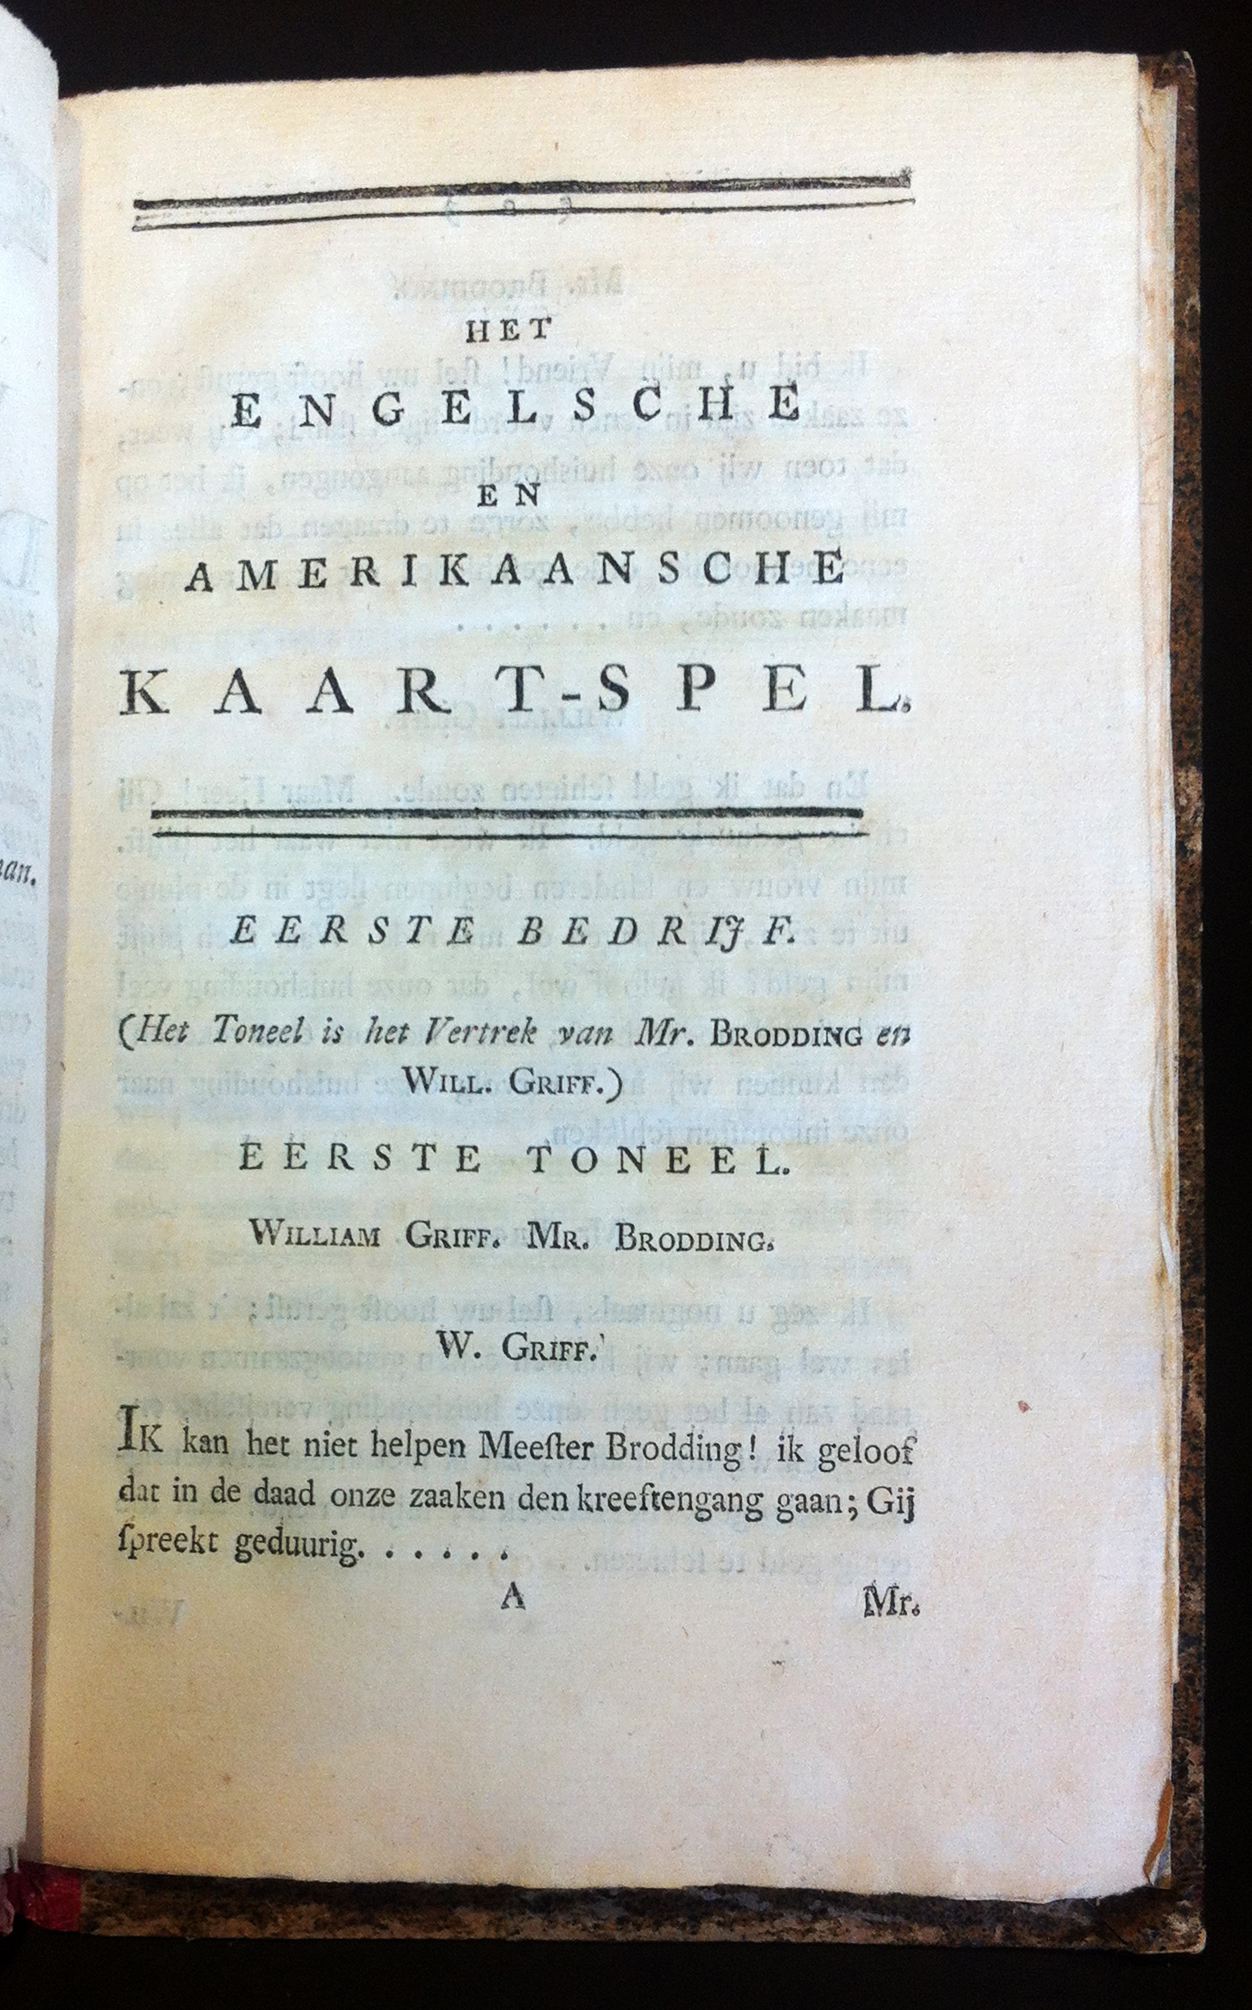 HET
ENGELSCHE
EN
AMERIKAANSCHE
KAART-SPEL.
EERSTE BEDRIJF.
(Het Toneel is het Vertrek van Mr. BRODDING en
WILL. GRIFF.)
EERSTE TONEEL.
WILLIAM GRIFF. MR. BRODDING.
W. GRIFF.
IK kan het niet helpen Meeſter Brodding! ik geloof
dat in de daad onze zaaken den kreeftengang gaan; Gij
ſpreekt geduurig. . . . . .
A Mr.